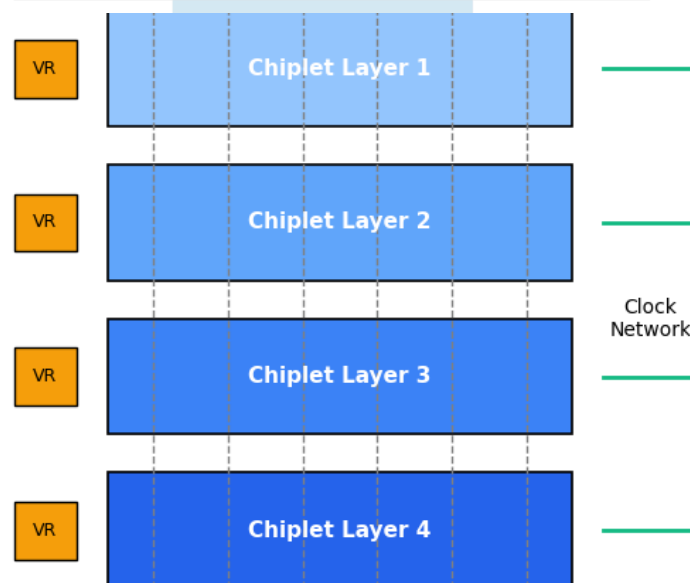 VR
Chiplet Layer 1
VR
Chiplet Layer 2
Clock
Network
VR
Chiplet Layer 3
VR
Chiplet Layer 4